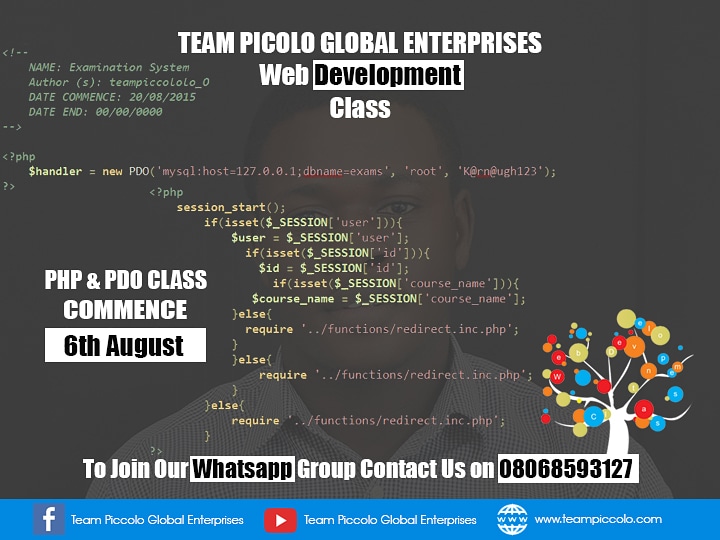 TEAM PICOLO GLOBAL ENTERPRISES
Web Development
Class
<!--
NAME: Examination System
Author (s): teampiccololo_O
DATE COMMENCE: 20/08/2015
DATE END: 00/00/0000
-->
<?php
$handler = new PDO('mysql:host=127.0.0.1;dbname=exams', 'root', 'K@rn@ugh123');
?>
<?php
session_start();
if(isset($_SESSION['user'])){
$user = $_SESSION['user'];
if(isset($_SESSION['id'])){
$id = $_SESSION['id'];
if(isset($_SESSION['course_name'])){
$course_name = $_SESSION['course_name'];
}else{
require '../functions/redirect.inc.php';
}
}else{
require '../functions/redirect.inc.php';
}
}else{
require '../functions/redirect.inc.php';
}
?>
PHP & PDO CLASS
COMMENCE
6th August
To Join Our Whatsapp Group Contact Us on 08068593127
Team Piccolo Global Enterprises
Team Piccolo Global Enterprises
www.teampiccolo.com